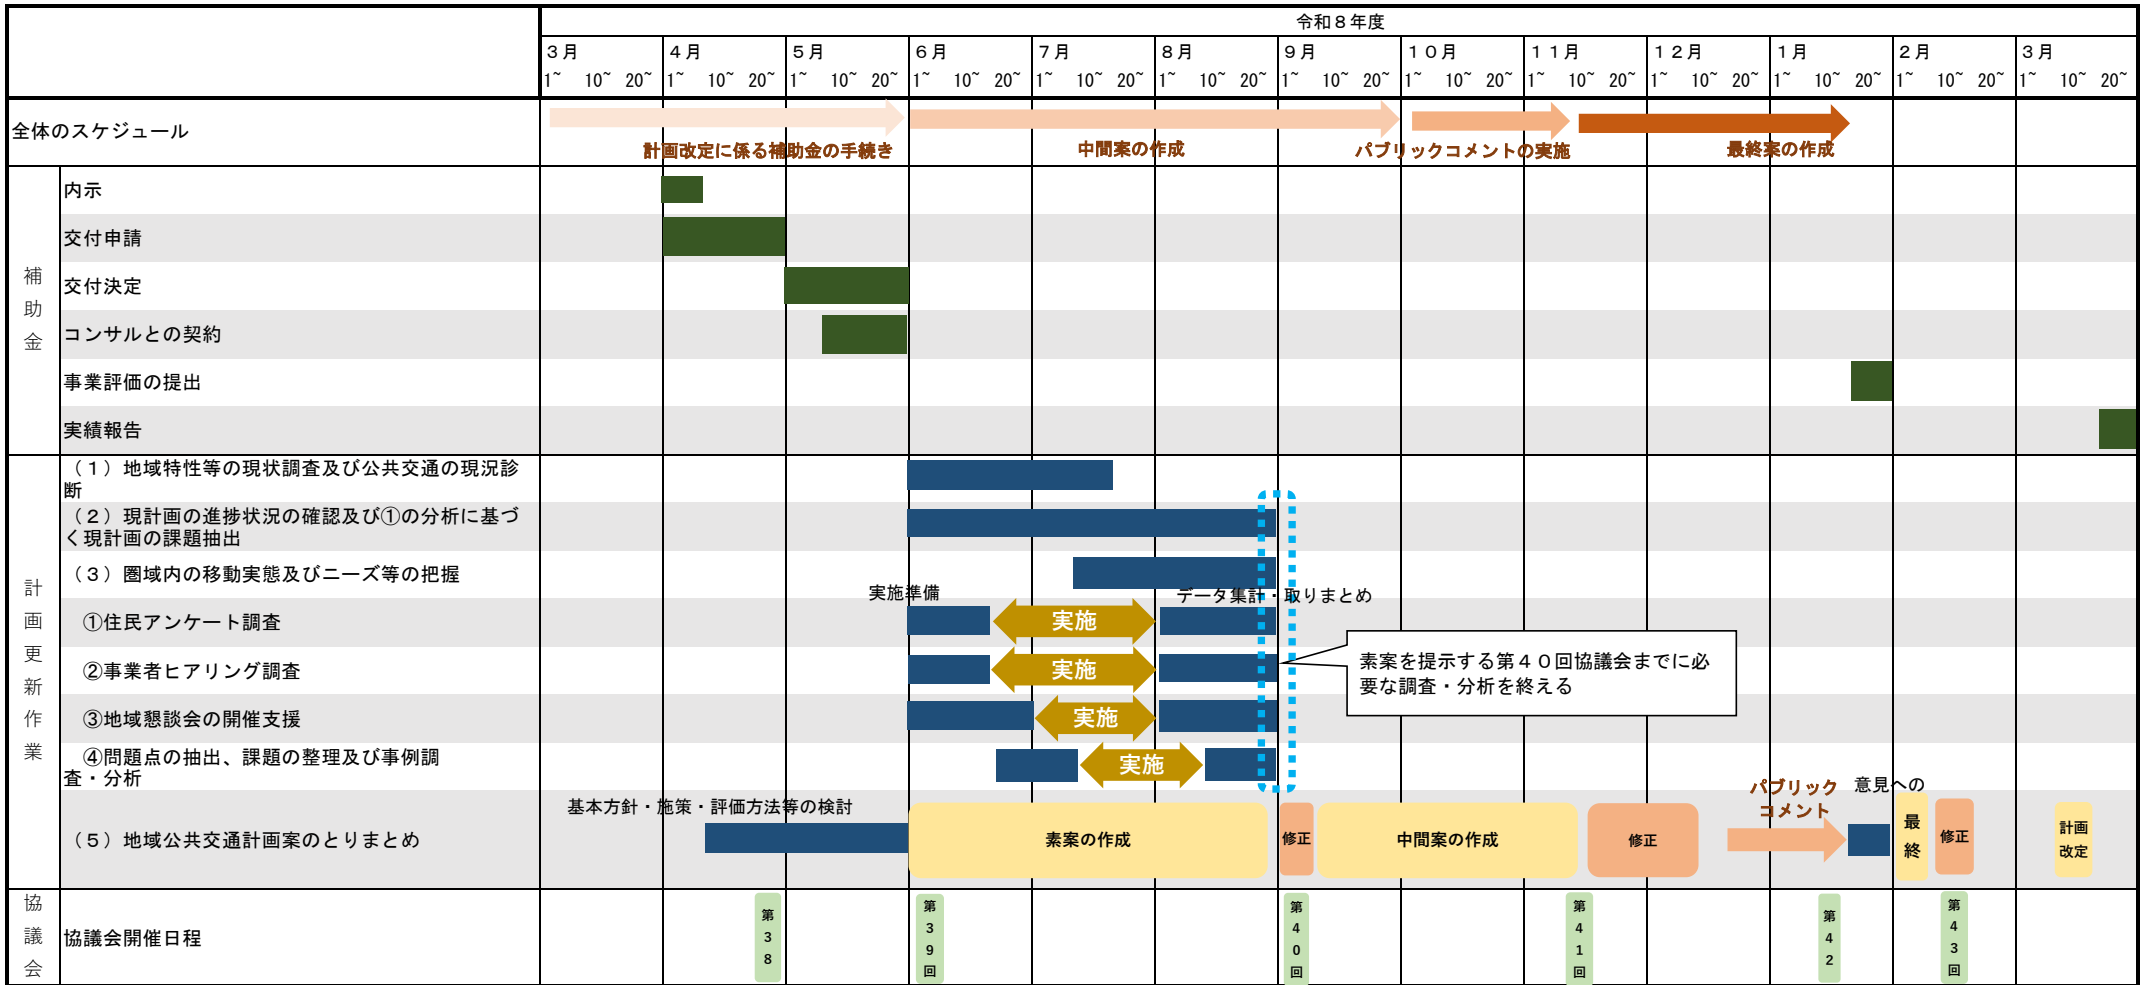 令和８年度
３月 ４月 ５月 ６月 ７月 ８月 ９月 １０月 １１月 １２月 １月 ２月 ３月
1~ 10~ 20~ 1~ 10~ 20~ 1~ 10~ 20~ 1~ 10~ 20~ 1~ 10~ 20~ 1~ 10~ 20~ 1~ 10~ 20~ 1~ 10~ 20~ 1~ 10~ 20~ 1~ 10~ 20~ 1~ 10~ 20~ 1~ 10~ 20~ 1~ 10~ 20~
全体のスケジュール
計画改定に係る補助金の手続き
中間案の作成
パブリックコメントの実施
最終案の作成
補助金
内示
交付申請
交付決定
コンサルとの契約
事業評価の提出
実績報告
計画更新作業
（１）地域特性等の現状調査及び公共交通の現況診
断
（２）現計画の進捗状況の確認及び①の分析に基づ
く現計画の課題抽出
（３）圏域内の移動実態及びニーズ等の把握
実施準備
データ集計・取りまとめ
①住民アンケート調査
実施
②事業者ヒアリング調査
実施
素案を提示する第４０回協議会までに必
要な調査・分析を終える
③地域懇談会の開催支援
実施
④問題点の抽出、課題の整理及び事例調
査・分析
実施
（５）地域公共交通計画案のとりまとめ
基本方針・施策・評価方法等の検討
素案の作成
修正
中間案の作成
修正
パブリック
コメント
意見への
最終
修正
計画
改定
協議会
協議会開催日程
第38
第39回
第40回
第41回
第42
第43回